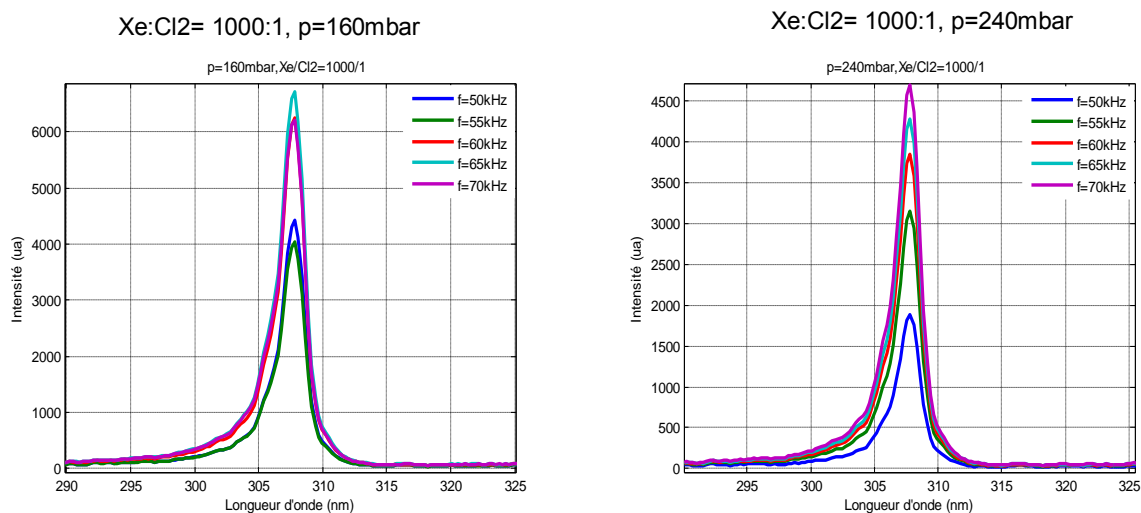 Xe:Cl2= 1000:1, p=160mbar
p=160mbar,Xe/Cl2=1000/1
f=50kHz
f=55kHz
f=60kHz
f=65kHz
f=70kHz
Intensité (ua)
6000
5000
4000
3000
2000
1000
0
290 295 300 305 310 315 320 325
Longueur d'onde (nm)
Xe:Cl2= 1000:1, p=240mbar
p=240mbar,Xe/Cl2=1000/1
f=50kHz
f=55kHz
f=60kHz
f=65kHz
f=70kHz
Intensité (ua)
4500
4000
3500
3000
2500
2000
1500
1000
500
0
295 300 305 310 315 320 325
Longueur d'onde (nm)